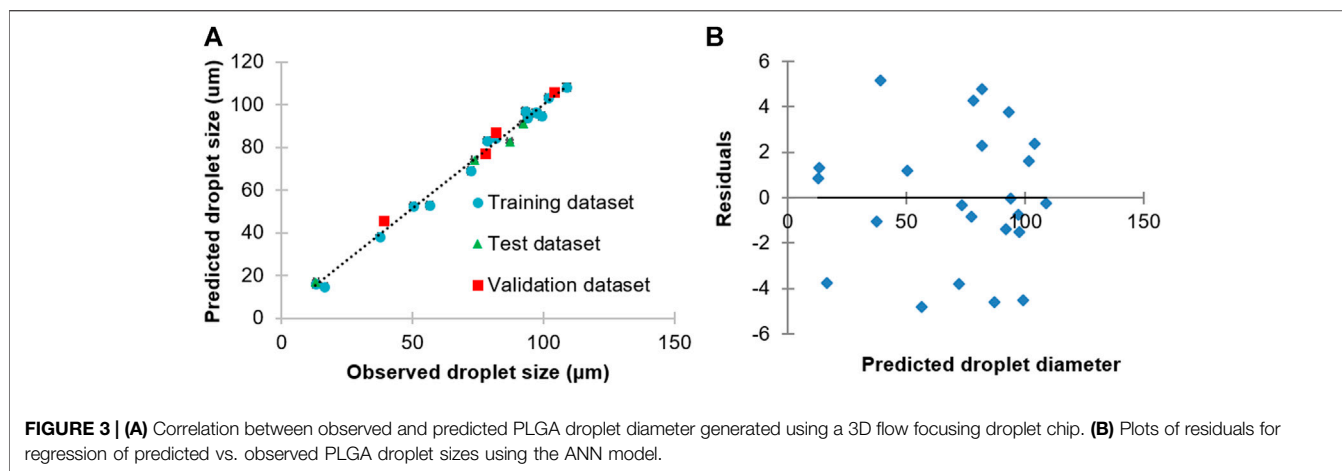 A
Predicted droplet size (um)
120
100
80
60
40
20
0
0 50 100 150
Observed droplet size (µm)
Training dataset
Test dataset
Validation dataset
B
Residuals
6
4
2
0
-2
-4
-6
0 50 100 150
Predicted droplet diameter
FIGURE 3 | (A) Correlation between observed and predicted PLGA droplet diameter generated using a 3D flow focusing droplet chip. (B) Plots of residuals for
regression of predicted vs. observed PLGA droplet sizes using the ANN model.